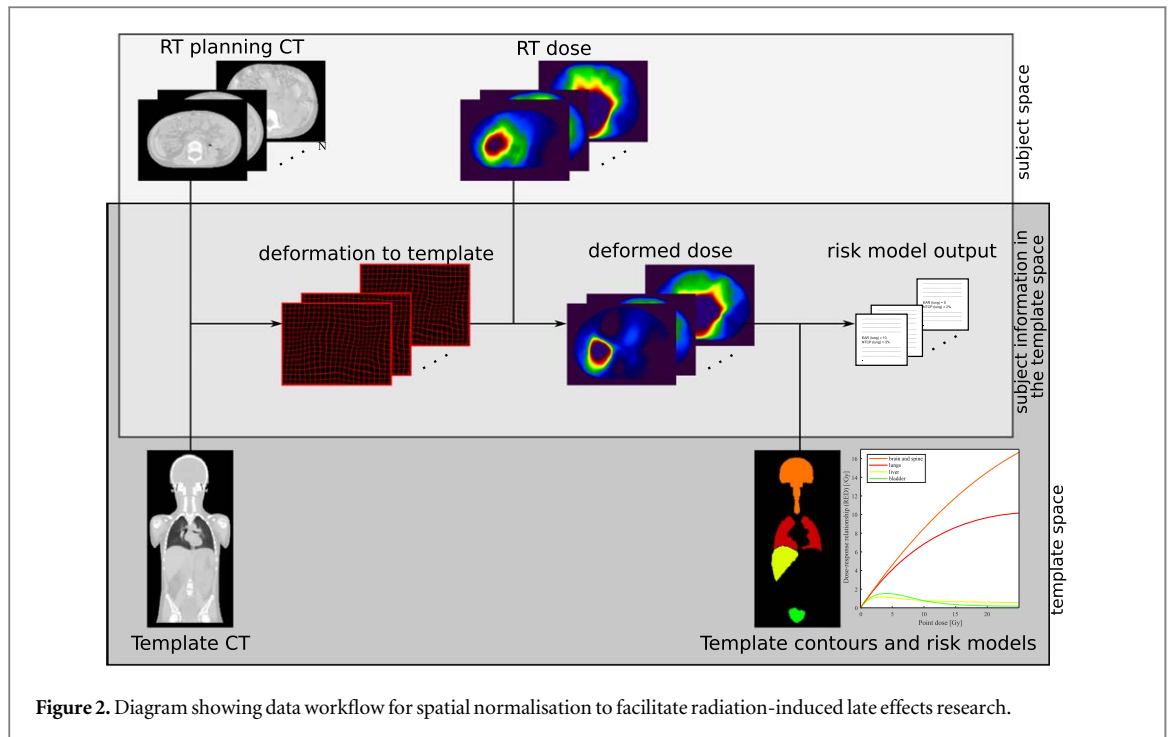 RT planning CT
RT dose
N
subject space
deformation to template
deformed dose
risk model output
subject information in
the template space
EAR (lung) = 10
brain and spine
lungs
liver
bladder
Dose-response relationship (RED) [/Gy]
16
14
12
10
8
6
4
2
0
0
5
10
15
20
Point dose [Gy]
template space
Template CT
Template contours and risk models
Figure 2. Diagram showing data workflow for spatial normalisation to facilitate radiation-induced late effects research.